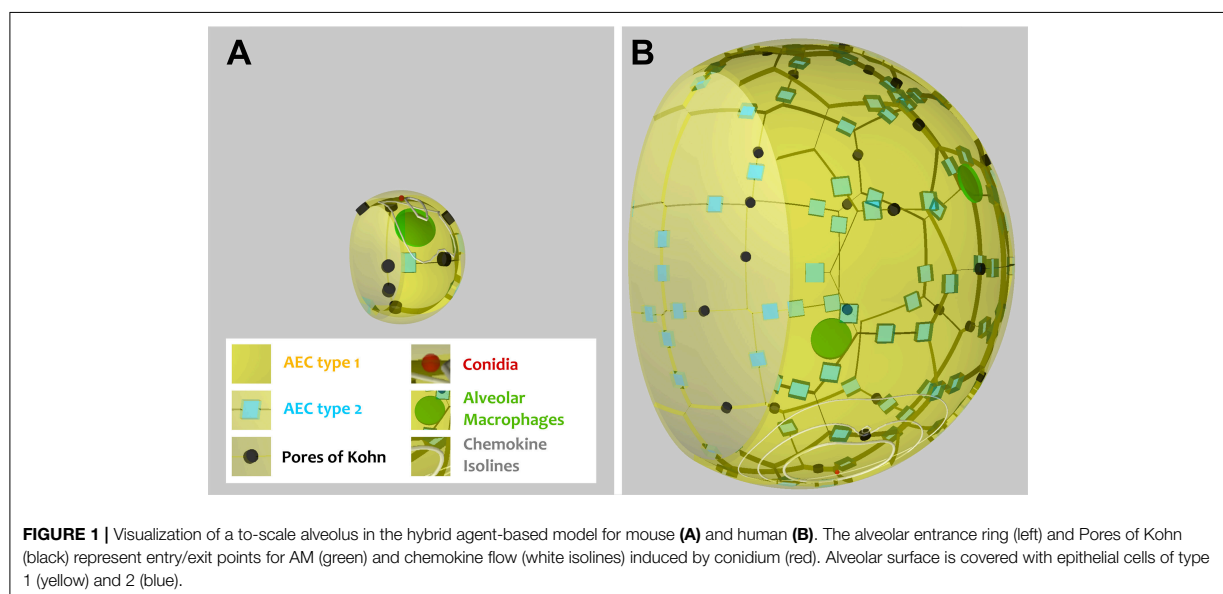 A
B
AEC type 1
Conidia
AEC type 2
Alveolar
Macrophages
Pores of Kohn
Chemokine
Isolines
FIGURE 1 | Visualization of a to-scale alveolus in the hybrid agent-based model for mouse (A) and human (B). The alveolar entrance ring (left) and Pores of Kohn
(black) represent entry/exit points for AM (green) and chemokine flow (white isolines) induced by conidium (red). Alveolar surface is covered with epithelial cells of type
1 (yellow) and 2 (blue).